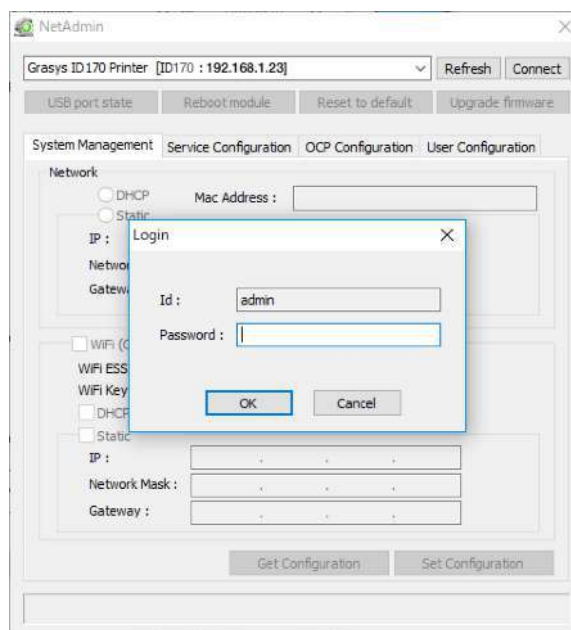 NetAdmin
Grasys ID170 Printer [ID170 : 192.168.1.23]
Refresh
Connect
USB port state
Reboot module
Reset to default
Upgrade firmware
System Management
Service Configuration
OCP Configuration
User Configuration
Network
DHCP
Mac Address :
Static
IP :
Gateway
Login
Id :
admin
Password :
OK
Cancel
WiFi
WiFi ESS
WiFi Key
DHCP
Static
IP :
Network Mask :
Gateway :
Get Configuration
Set Configuration